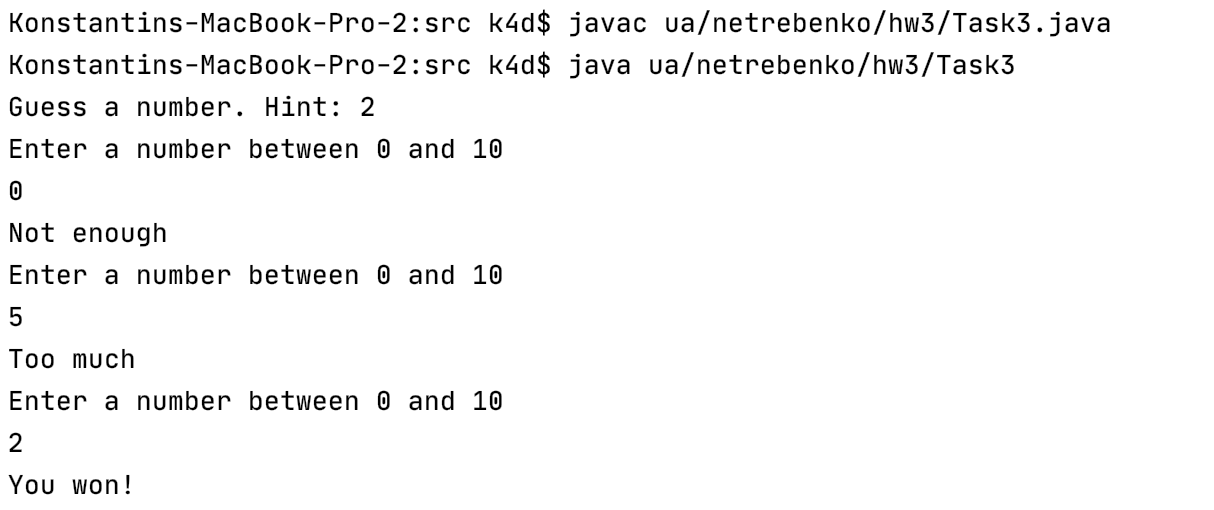 Konstantins-MacBook-Pro-2:src k4d$ javac ua/netrebenko/hw3/Task3.java
Konstantins-MacBook-Pro-2:src k4d$ java ua/netrebenko/hw3/Task3
Guess a number. Hint: 2
Enter a number between 0 and 10
0
Not enough
Enter a number between 0 and 10
5
Too much
Enter a number between 0 and 10
2
You won!